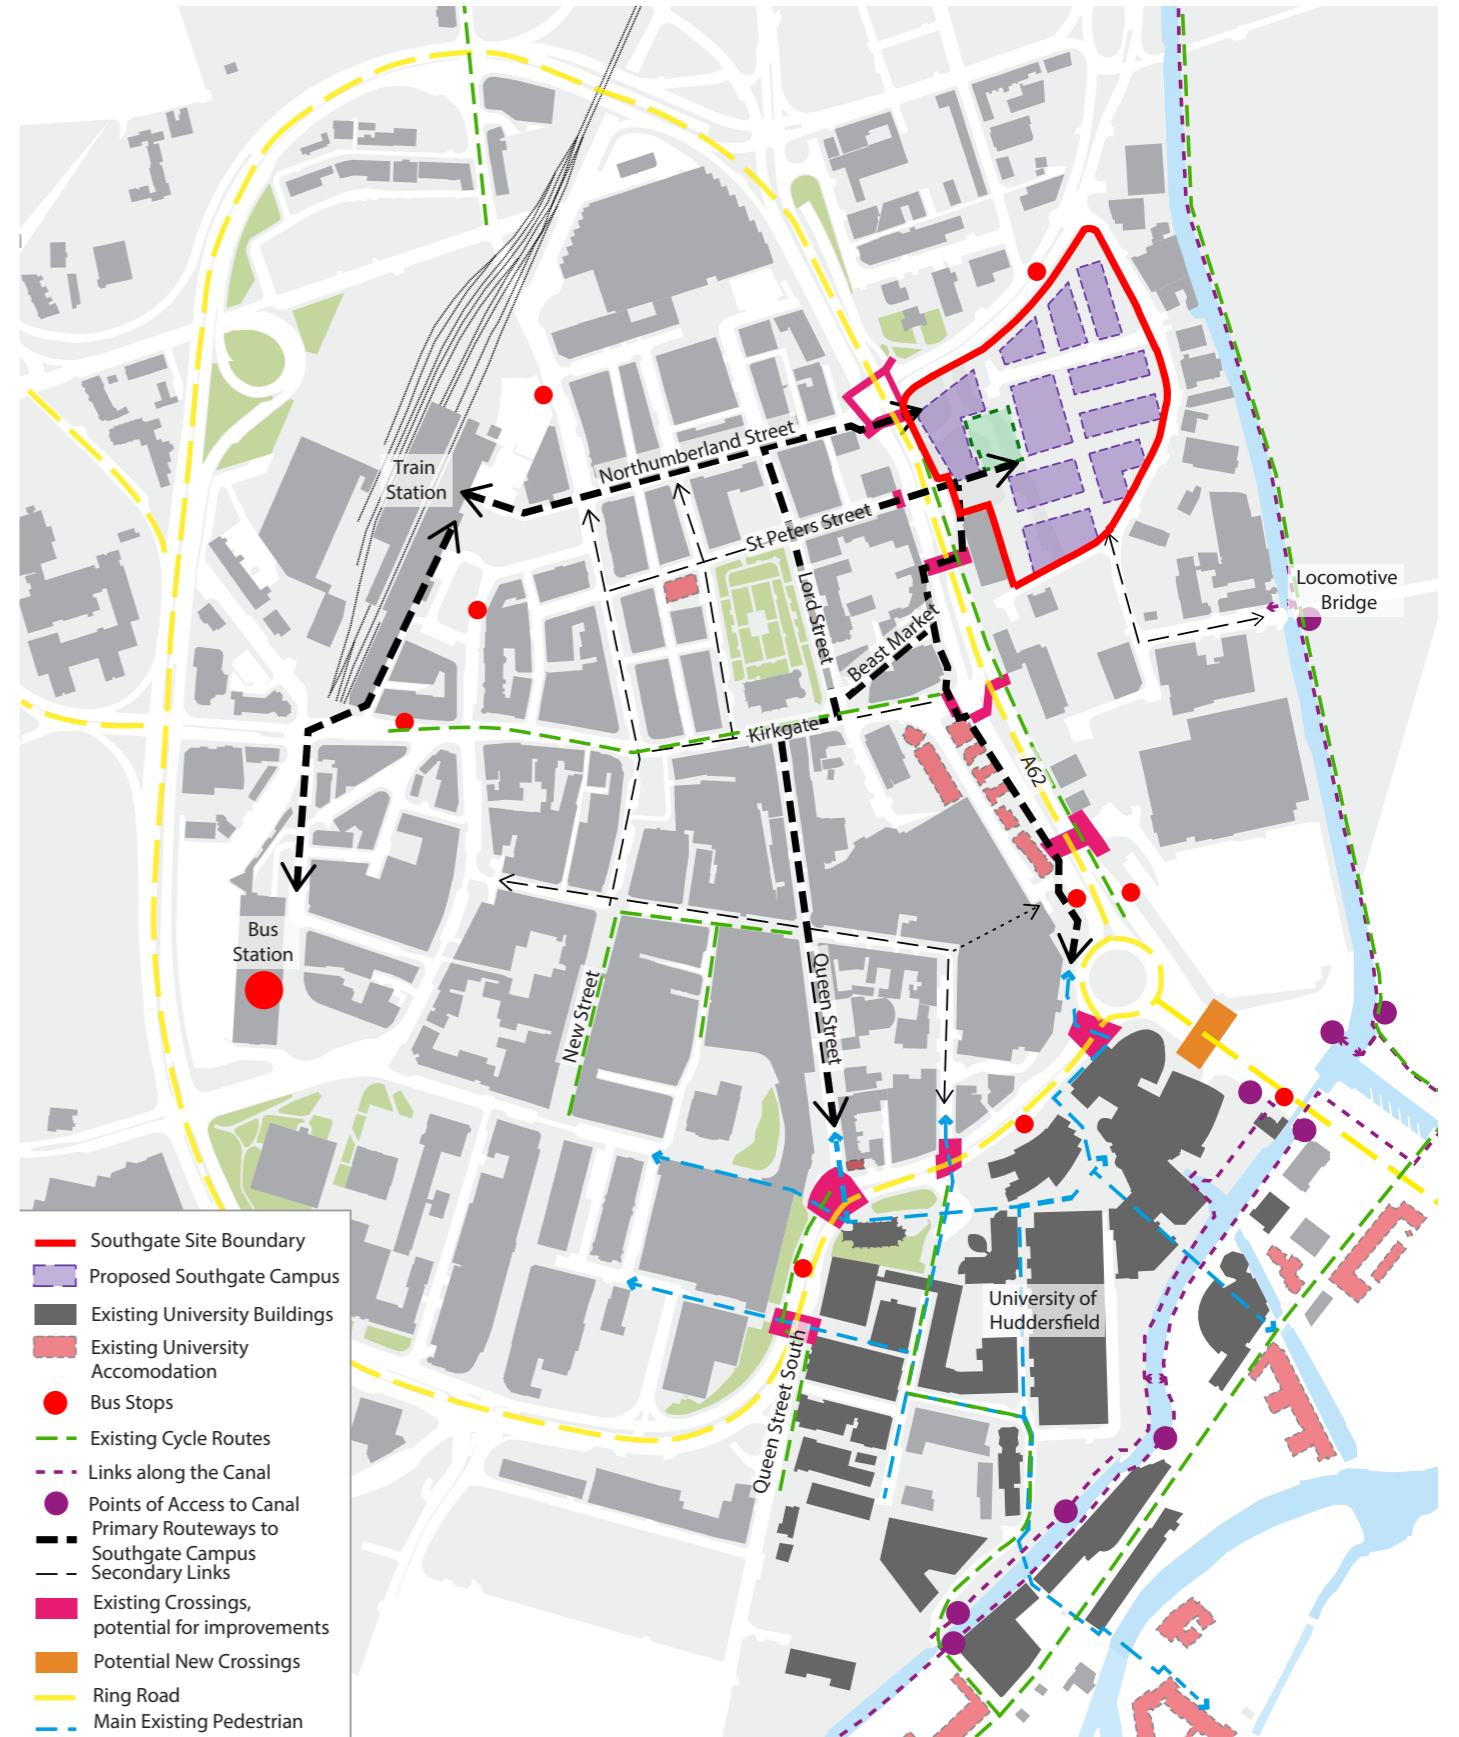 Train
Station
Northumberland Street
St Peters Street
Lord Street
Beast Market
Locomotive
Bridge
Kirkgate
A62
Bus
Station
New Street
Queen Street
University of
Huddersfield
Queen Street South
Southgate Site Boundary
Proposed Southgate Campus
Existing University Buildings
Existing University
Accomodation
Bus Stops
Existing Cycle Routes
Links along the Canal
Points of Access to Canal
Primary Routeways to
Southgate Campus
Secondary Links
Existing Crossings,
potential for improvements
Potential New Crossings
Ring Road
Main Existing Pedestrian